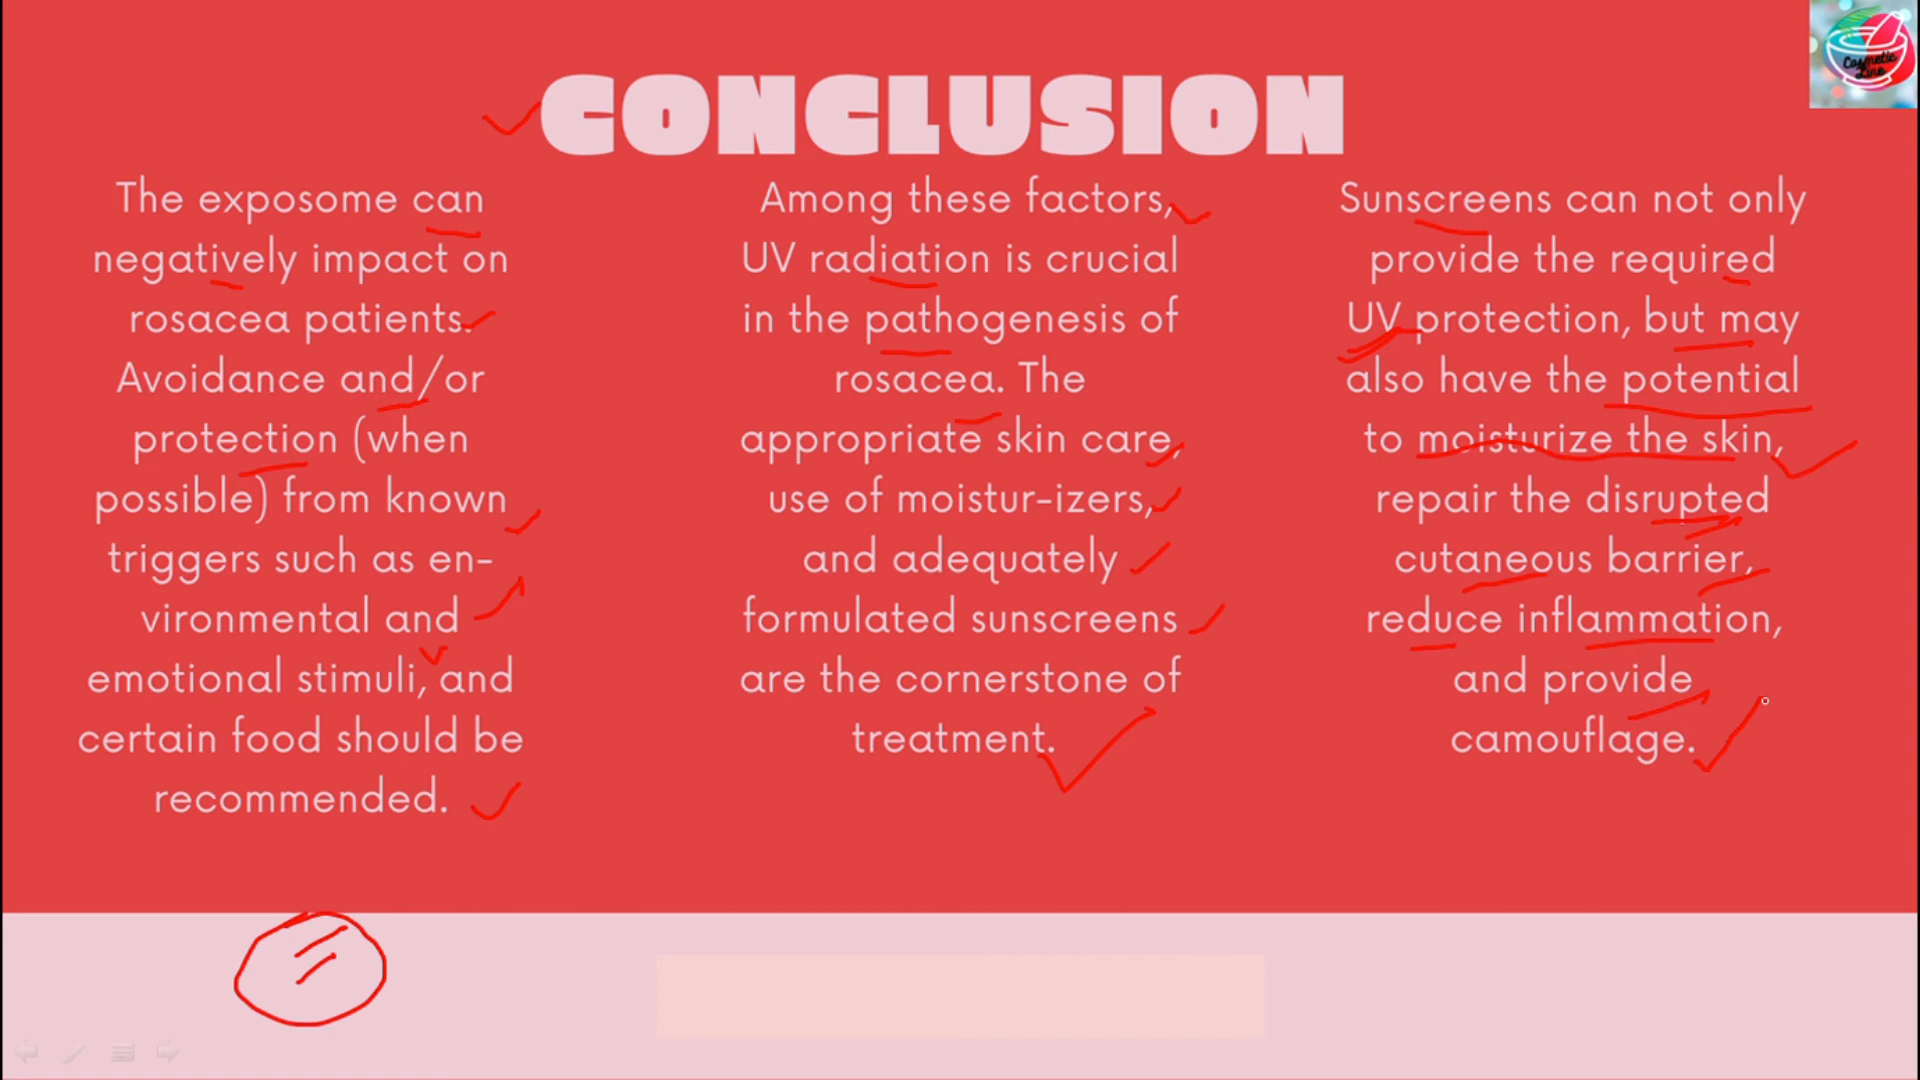 CONCLUSION
The exposome can
negatively impact on
rosacea patients.
Avoidance and/or
protection (when
possible) from known
triggers such as en-
vironmental and
emotional stimuli, and
certain food should be
recommended.
Among these factors,
UV radiation is crucial
in the pathogenesis of
rosacea. The
appropriate skin care,
use of moistur-izers,
and adequately
formulated sunscreens
are the cornerstone of
treatment.
Sunscreens can not only
provide the required
UV protection, but may
also have the potential
to moisturize the skin,
repair the disrupted
cutaneous barrier,
reduce inflammation,
and provide
camouflage.
Cosmetic
Line